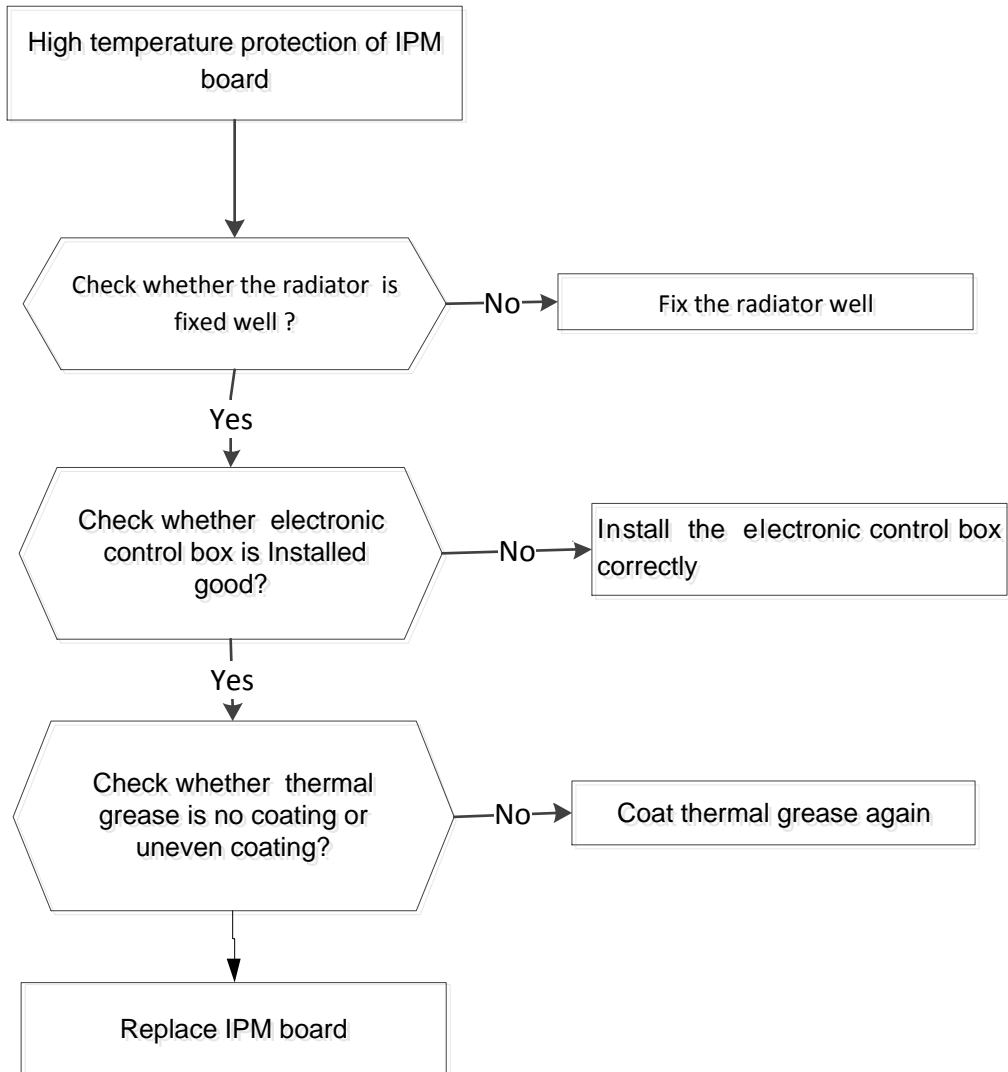 High temperature protection of IPM
board
Check whether the radiator is
fixed well ?
No
Fix the radiator well
Yes
Check whether electronic
control box is Installed
good?
No
Install the electronic control box
correctly
Yes
Check whether thermal
grease is no coating or
uneven coating?
No
Coat thermal grease again
Replace IPM board